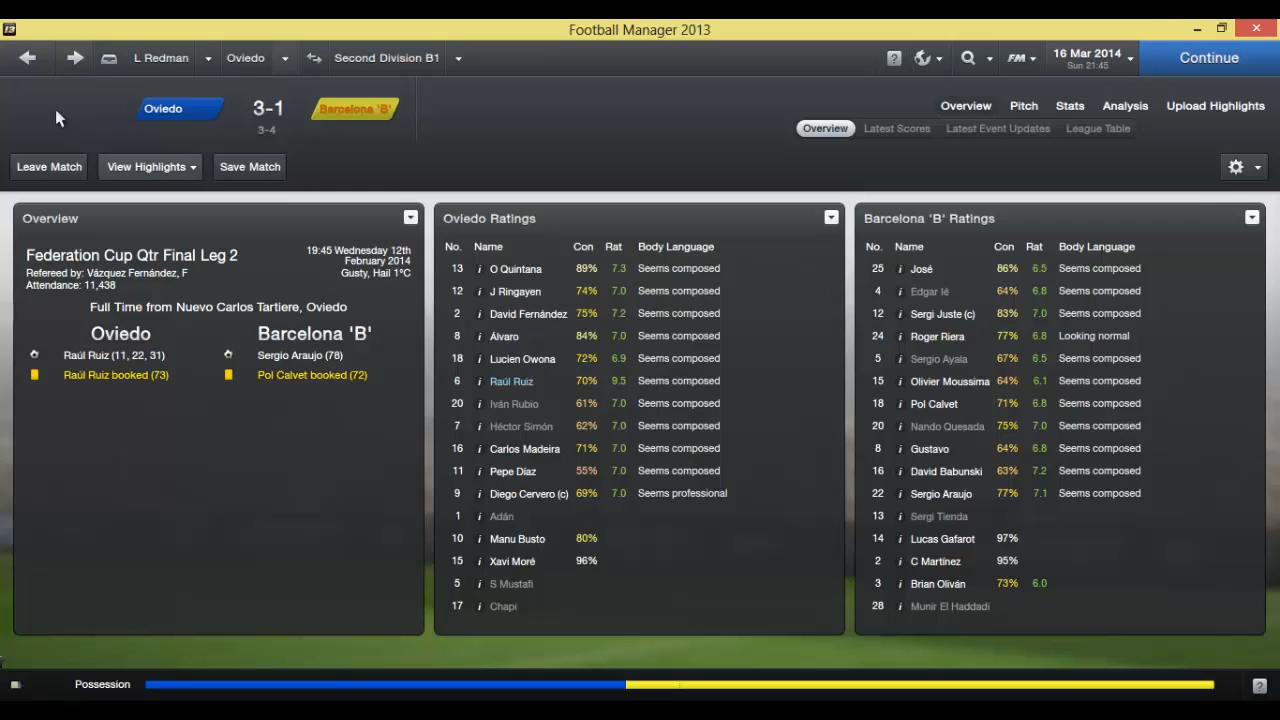 Football Manager 2013
L Redman Oviedo Second Division B1 ? FM 16 Mar 2014 Sun 21:45 Continue
Oviedo 3-1 Barcelona 'B'
3-4
Overview Pitch Stats Analysis Upload Highlights
Overview Latest Scores Latest Event Updates League Table
Leave Match View Highlights Save Match
Overview
Federation Cup Qtr Final Leg 2
Refereed by: Vázquez Fernández, F
Attendance: 11,438
19:45 Wednesday 12th
February 2014
Gusty, Hail 1°C
Full Time from Nuevo Carlos Tartiere, Oviedo
Oviedo Barcelona 'B'
Raúl Ruiz (11, 22, 31) Sergio Araujo (78)
Raúl Ruiz booked (73) Pol Calvet booked (72)
Oviedo Ratings
No. Name Con Rat Body Language
13 i O Quintana 89% 7.3 Seems composed
12 i J Ringayen 74% 7.0 Seems composed
2 i David Fernández 75% 7.2 Seems composed
8 i Álvaro 84% 7.0 Seems composed
18 i Lucien Owona 72% 6.9 Seems composed
6 i Raúl Ruiz 70% 9.5 Seems composed
20 i Iván Rubio 61% 7.0 Seems composed
7 i Héctor Simón 62% 7.0 Seems composed
16 i Carlos Madeira 71% 7.0 Seems composed
11 i Pepe Díaz 55% 7.0 Seems composed
9 i Diego Cervero (c) 69% 7.0 Seems professional
1 i Adán
10 i Manu Busto 80%
15 i Xavi Moré 96%
5 i S Mustafi
17 i Chapi
Barcelona 'B' Ratings
No. Name Con Rat Body Language
25 i José 86% 6.5 Seems composed
4 i Edgar Ié 64% 6.8 Seems composed
12 i Sergi Juste (c) 83% 7.0 Seems composed
24 i Roger Riera 77% 6.8 Looking normal
5 i Sergio Ayala 67% 6.5 Seems composed
15 i Olivier Moussima 64% 6.1 Seems composed
18 i Pol Calvet 71% 6.8 Seems composed
20 i Nando Quesada 75% 7.0 Seems composed
8 i Gustavo 64% 6.8 Seems composed
16 i David Babunski 63% 7.2 Seems composed
22 i Sergio Araujo 77% 7.1 Seems composed
13 i Sergi Tienda
14 i Lucas Gafarot 97%
2 i C Martínez 95%
3 i Brian Oliván 73% 6.0
28 i Munir El Haddadi
Possession ?